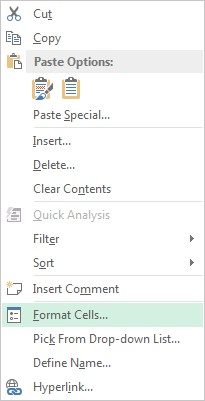 Cut
Copy
Paste Options:
Paste Special...
Insert...
Delete...
Clear Contents
Quick Analysis
Filter
Sort
Insert Comment
Format Cells...
Pick From Drop-down List...
Define Name...
Hyperlink...